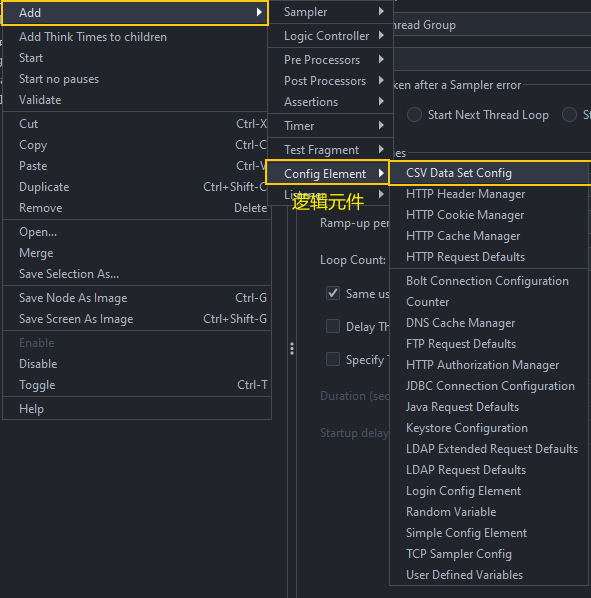 Add
Add Think Times to children
Start
Start no pauses
Validate
Cut Ctrl-X
Copy Ctrl-C
Paste Ctrl-V
Duplicate Ctrl+Shift-C
Remove Delete
Open...
Merge
Save Selection As...
Save Node As Image Ctrl-G
Save Screen As Image Ctrl+Shift-G
Enable
Disable
Toggle Ctrl-T
Help
Sampler
Logic Controller
Pre Processors
Post Processors
Assertions
Timer
Test Fragment
Config Element
Listener
逻辑元件
CSV Data Set Config
HTTP Header Manager
HTTP Cookie Manager
HTTP Cache Manager
HTTP Request Defaults
Bolt Connection Configuration
Counter
DNS Cache Manager
FTP Request Defaults
HTTP Authorization Manager
JDBC Connection Configuration
Java Request Defaults
Keystore Configuration
LDAP Extended Request Defaults
LDAP Request Defaults
Login Config Element
Random Variable
Simple Config Element
TCP Sampler Config
User Defined Variables
read Group
ken after a Sampler error
Start Next Thread Loop
ies
Ramp-up per
Loop Count:
Same us
Delay Th
Specify
Duration (sec
Startup delay